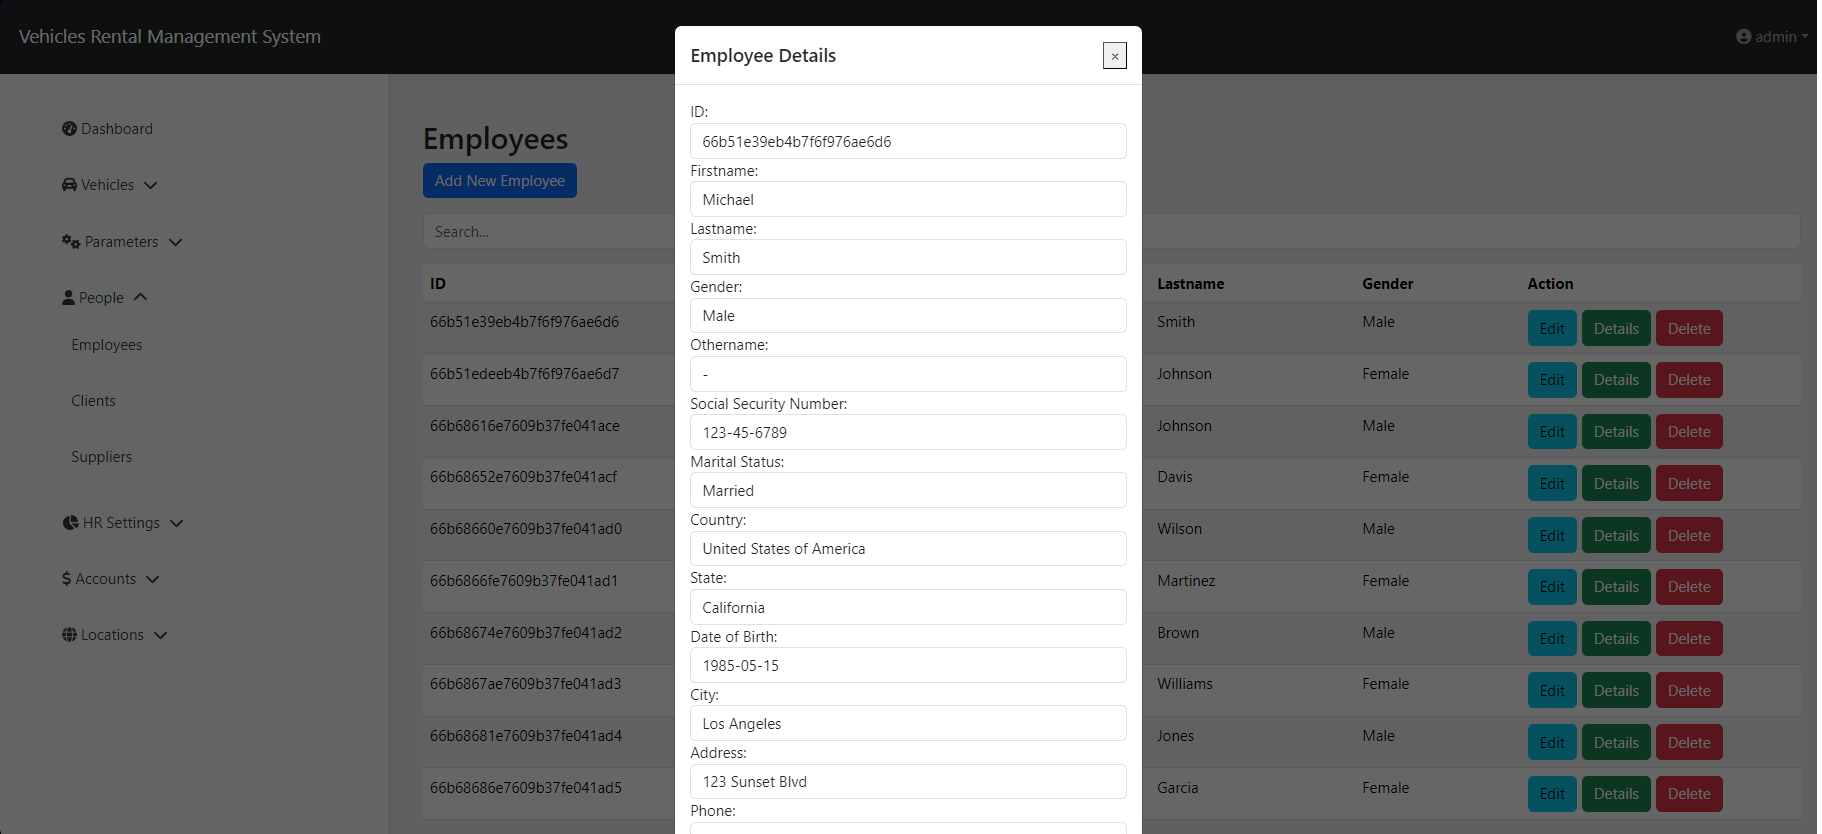 Vehicles Rental Management System
admin
Dashboard
Vehicles
Parameters
People
Employees
Clients
Suppliers
HR Settings
$ Accounts
Locations
Employees
Add New Employee
Search...
ID Lastname Gender Action
66b51e39eb4b7f6f976ae6d6 Smith Male Edit Details Delete
66b51edeeb4b7f6f976ae6d7 Johnson Female Edit Details Delete
66b68616e7609b37fe041ace Johnson Male Edit Details Delete
66b68652e7609b37fe041acf Davis Female Edit Details Delete
66b68660e7609b37fe041ad0 Wilson Male Edit Details Delete
66b6866fe7609b37fe041ad1 Martinez Female Edit Details Delete
66b68674e7609b37fe041ad2 Brown Male Edit Details Delete
66b6867ae7609b37fe041ad3 Williams Female Edit Details Delete
66b68681e7609b37fe041ad4 Jones Male Edit Details Delete
66b68686e7609b37fe041ad5 Garcia Female Edit Details Delete
Employee Details
×
ID:
66b51e39eb4b7f6f976ae6d6
Firstname:
Michael
Lastname:
Smith
Gender:
Male
Othername:
-
Social Security Number:
123-45-6789
Marital Status:
Married
Country:
United States of America
State:
California
Date of Birth:
1985-05-15
City:
Los Angeles
Address:
123 Sunset Blvd
Phone: